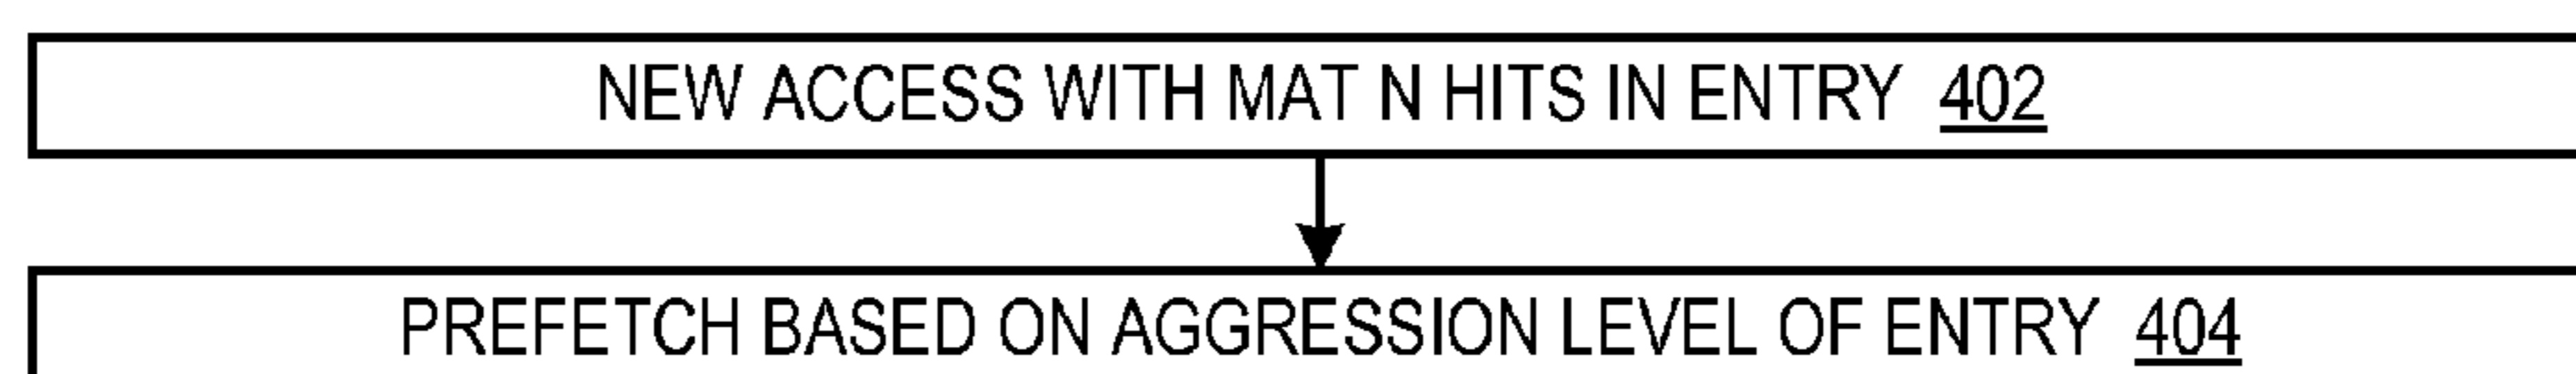 NEW ACCESS WITH MAT N HITS IN ENTRY 402
PREFETCH BASED ON AGGRESSION LEVEL OF ENTRY 404